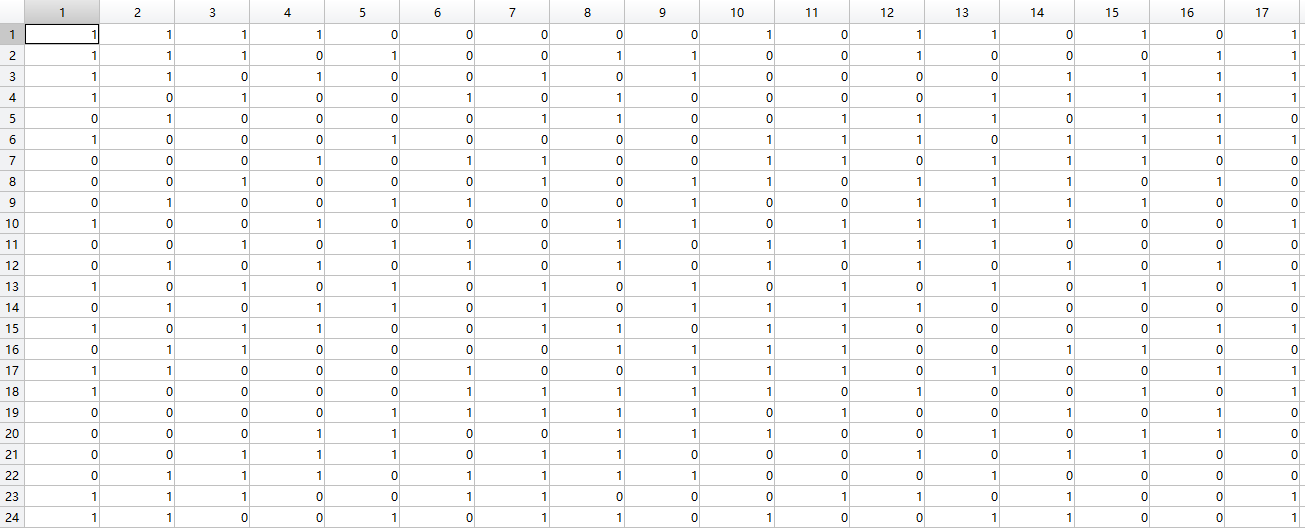 1 2 3 4 5 6 7 8 9 10 11 12 13 14 15 16 17
1 1 1 1 1 0 0 0 0 0 1 0 1 1 0 1 0 1
2 1 1 1 0 1 0 0 1 1 0 0 1 0 0 0 1 1
3 1 1 0 1 0 0 1 0 1 0 0 0 0 1 1 1 1
4 1 0 1 0 0 1 0 1 0 0 0 0 1 1 1 1 1
5 0 1 0 0 0 0 1 1 0 0 1 1 1 0 1 1 0
6 1 0 0 0 1 0 0 0 0 1 1 1 0 1 1 1 1
7 0 0 0 1 0 1 1 0 0 1 1 0 1 1 1 0 0
8 0 0 1 0 0 0 1 0 1 1 0 1 1 1 0 1 0
9 0 1 0 0 1 1 0 0 1 0 0 1 1 1 1 0 0
10 1 0 0 1 0 0 0 1 1 0 1 1 1 1 0 0 1
11 0 0 1 0 1 1 0 1 0 1 1 1 1 0 0 0 0
12 0 1 0 1 0 1 0 1 0 1 0 1 0 1 0 1 0
13 1 0 1 0 1 0 1 0 1 0 1 0 1 0 1 0 1
14 0 1 0 1 1 0 1 0 1 1 1 1 0 0 0 0 0
15 1 0 1 1 0 0 1 1 0 1 1 0 0 0 0 1 1
16 0 1 1 0 0 0 0 1 1 1 1 0 0 1 1 0 0
17 1 1 0 0 0 1 0 0 1 1 1 0 1 0 0 1 1
18 1 0 0 0 0 1 1 1 1 1 0 1 0 0 1 0 1
19 0 0 0 0 1 1 1 1 1 0 1 0 0 1 0 1 0
20 0 0 0 1 1 0 0 1 1 1 0 0 1 0 1 1 0
21 0 0 1 1 1 0 1 1 0 0 0 1 0 1 1 0 0
22 0 1 1 1 0 1 1 1 1 0 0 0 1 0 0 0 0
23 1 1 1 0 0 1 1 0 0 0 1 1 0 1 0 0 1
24 1 1 0 0 1 0 1 1 0 1 0 0 1 1 0 0 1